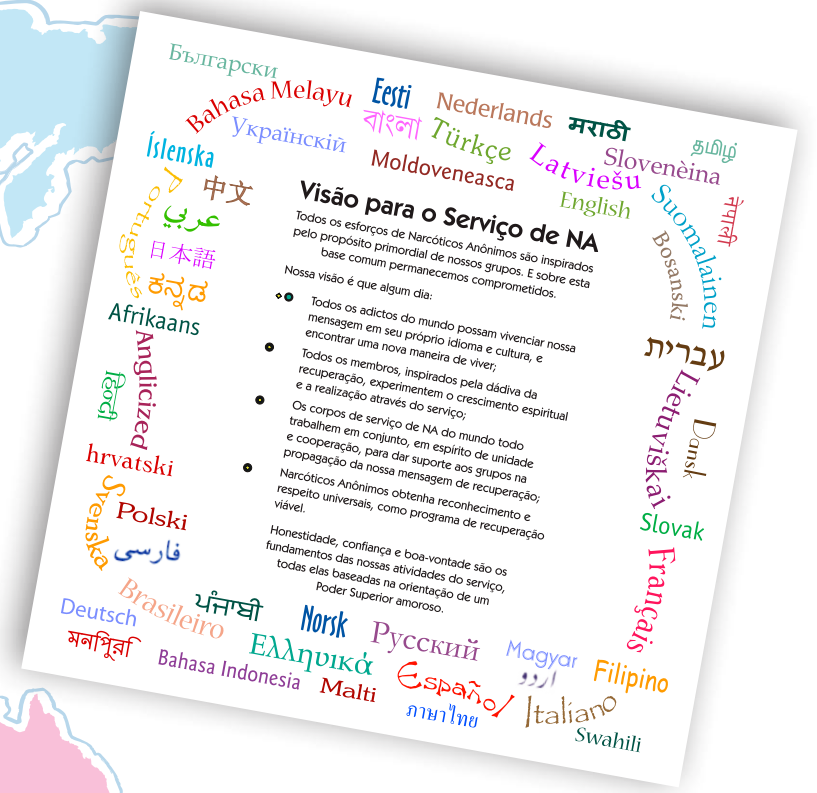 Български
Bahasa Melayu
Eesti
Nederlands
मराठी
தமிழ்
Українскій
বাংলা
Türkçe
Latviešu
Slovenèina
Íslenska
Moldoveneasca
English
Suomalainen
नेपाली
Português
中文
عربي
日本語
ಕನ್ನಡ
Bosanski
Visão para o Serviço de NA
Todos os esforços de Narcóticos Anônimos são inspirados
pelo propósito primordial de nossos grupos. E sobre esta
base comum permanecemos comprometidos.
Nossa visão é que algum dia:
Todos os adictos do mundo possam vivenciar nossa
mensagem em seu próprio idioma e cultura, e
encontrar uma nova maneira de viver;
Todos os membros, inspirados pela dádiva da
recuperação, experimentem o crescimento espiritual
e a realização através do serviço;
Os corpos de serviço de NA do mundo todo
trabalhem em conjunto, em espírito de unidade
e cooperação, para dar suporte aos grupos na
propagação da nossa mensagem de recuperação;
Narcóticos Anônimos obtenha reconhecimento e
respeito universais, como programa de recuperação
viável.
Honestidade, confiança e boa-vontade são os
fundamentos das nossas atividades do serviço,
todas elas baseadas na orientação de um
Poder Superior amoroso.
Afrikaans
Anglicized
हिन्दी
hrvatski
Svenska
Polski
فارسی
עברית
Lietuviškai
Dansk
Slovak
Français
Brasileiro
ਪੰਜਾਬੀ
Norsk
Русский
Deutsch
Ελληνικά
Magyar
اردو
Filipino
Bahasa Indonesia
Malti
Español
ภาษาไทย
Italiano
Swahili